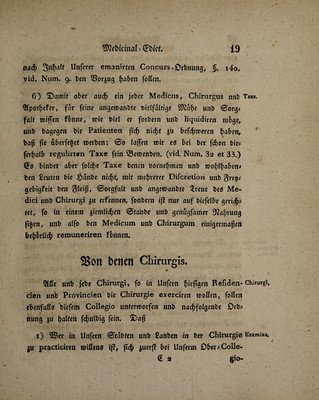 Medicinal-Edict. 19
nach Inhalt Unserer emanirten Concurs-Ordnung, §. 140.
vid. Num. 9. den Vorzug haben sollen.
6) Damit aber auch ein jeder Medicus, Chirurgus und Taxe.
Apotheker, für seine angewandte vielfältige Mühe und Sorg-
falt wissen könne, wie viel er fordern und liquidiren möge,
und dagegen die Patienten sich nicht zu beschweren haben,
daß sie übersetzet werden: So lassen wir es bei der schon die-
serhalb regulirten Taxe sein Bewenden. (vid. Num. 32 et 33.)
Es bindet aber solche Taxe denen vornehmen und wohlhaben-
den Leuten die Hände nicht, mit mehrerer Discretion und Frey-
gebigkeit den Fleiß, Sorgfalt und angewandte Treue des Me-
dici und Chirurgi zu erkennen, sondern ist nur auf dieselbe gerich-
tet, so in einem ziemlichen Stande und genügsamer Nahrung
sitzen, und also den Medicum und Chirurgum einigermaßen
behörlich remuneriren können.
Von denen Chirurgis.
Alle und jede Chirurgi, so in Unsern hiesigen Residen- Chirurgi,
cien und Provincien die Chirurgie exerciren wollen, sollen
ebenfalls diesem Collegio unterworfen und nachfolgende Ord-
nung zu halten schuldig sein. Daß
1) Wer in Unsern Städten und Landen in der Chirurgie Examina,
zu practiciren willens ist, sich zuerst bei Unserm Ober-Colle-
C 2 gio-